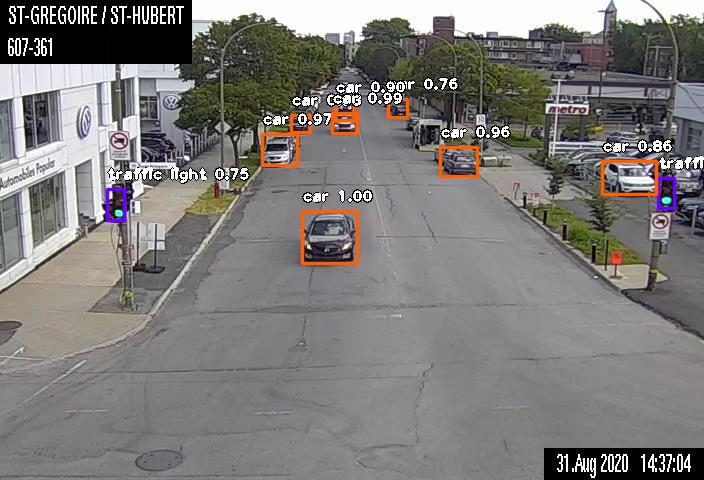 ST-GREGOIRE / ST-HUBERT
607-361
car 0.90
car 0.76
car 0.99
car 0.97
car 0.96
traffic light 0.75
car 0.86
traffi
car 1.00
metro
Automobiles Popular
31.Aug 2020 14:37:04